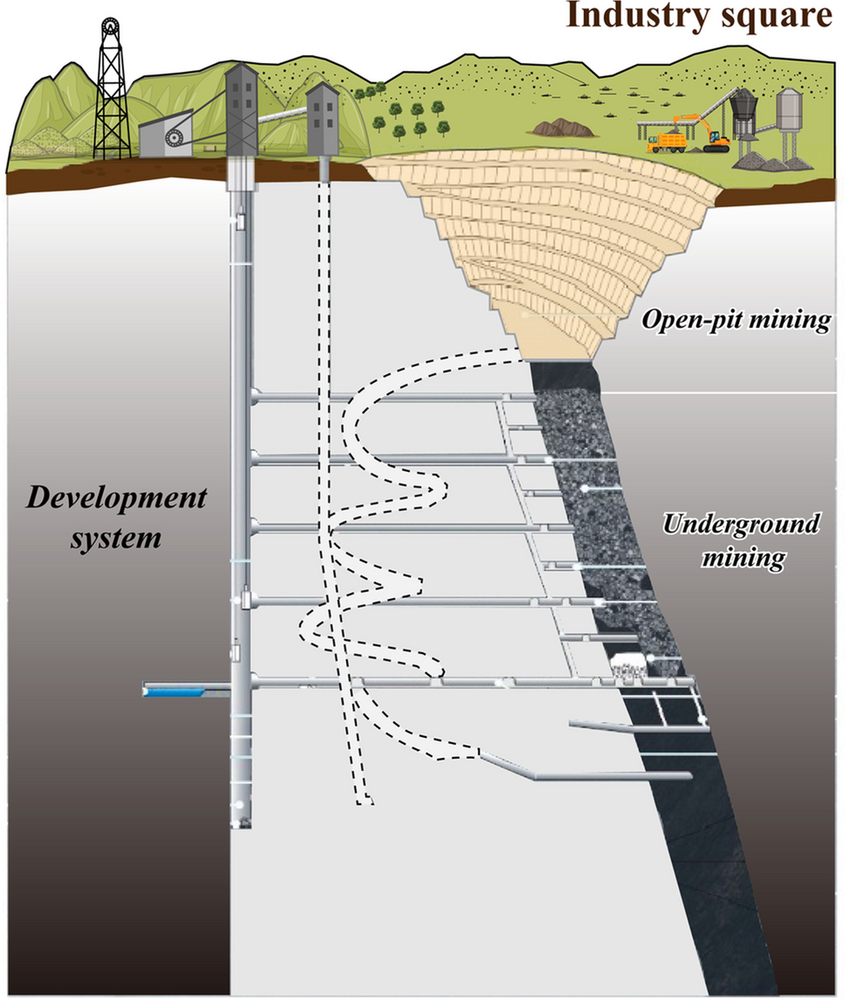 Industry square
Open-pit mining
Development
system
Underground
mining